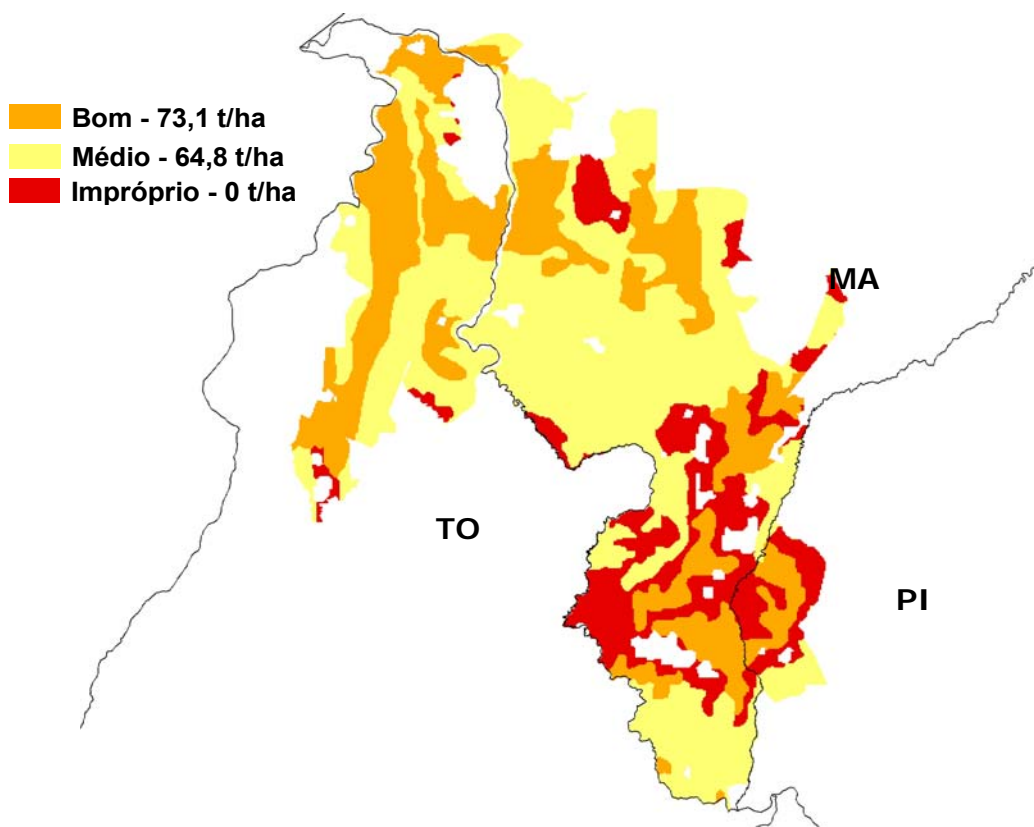 Bom - 73,1 t/ha
Médio - 64,8 t/ha
Impróprio - 0 t/ha
MA
TO
PI